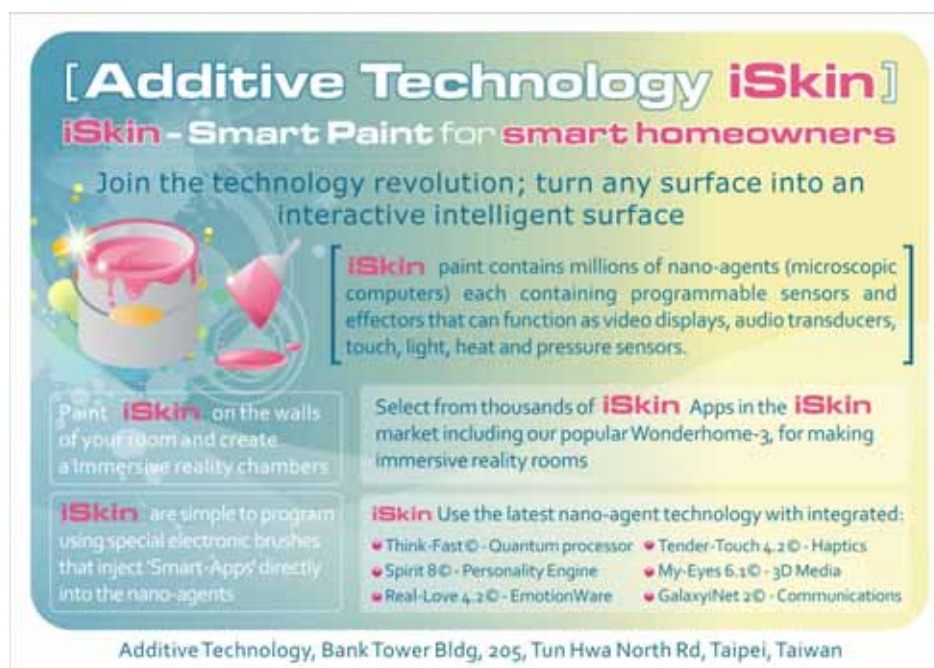 [Additive Technology iSkin]
iSkin - Smart Paint for smart homeowners
Join the technology revolution; turn any surface into an
interactive intelligent surface
iSkin paint contains millions of nano-agents (microscopic
computers) each containing programmable sensors and
effectors that can function as video displays, audio transducers,
touch, light, heat and pressure sensors.
Paint iSkin on the walls
of your room and create
a Immersive reality chambers
Select from thousands of iSkin Apps in the iSkin
market including our popular Wonderhome-3, for making
immersive reality rooms
iSkin are simple to program
using special electronic brushes
that inject 'Smart-Apps' directly
into the nano-agents
iSkin Use the latest nano-agent technology with integrated:
Think-Fast© - Quantum processor
Spirit 8© - Personality Engine
Real-Love 4.2© - EmotionWare
Tender-Touch 4.2© - Haptics
My-Eyes 6.1© - 3D Media
GalaxyiNet 2© - Communications
Additive Technology, Bank Tower Bldg, 205, Tun Hwa North Rd, Taipei, Taiwan